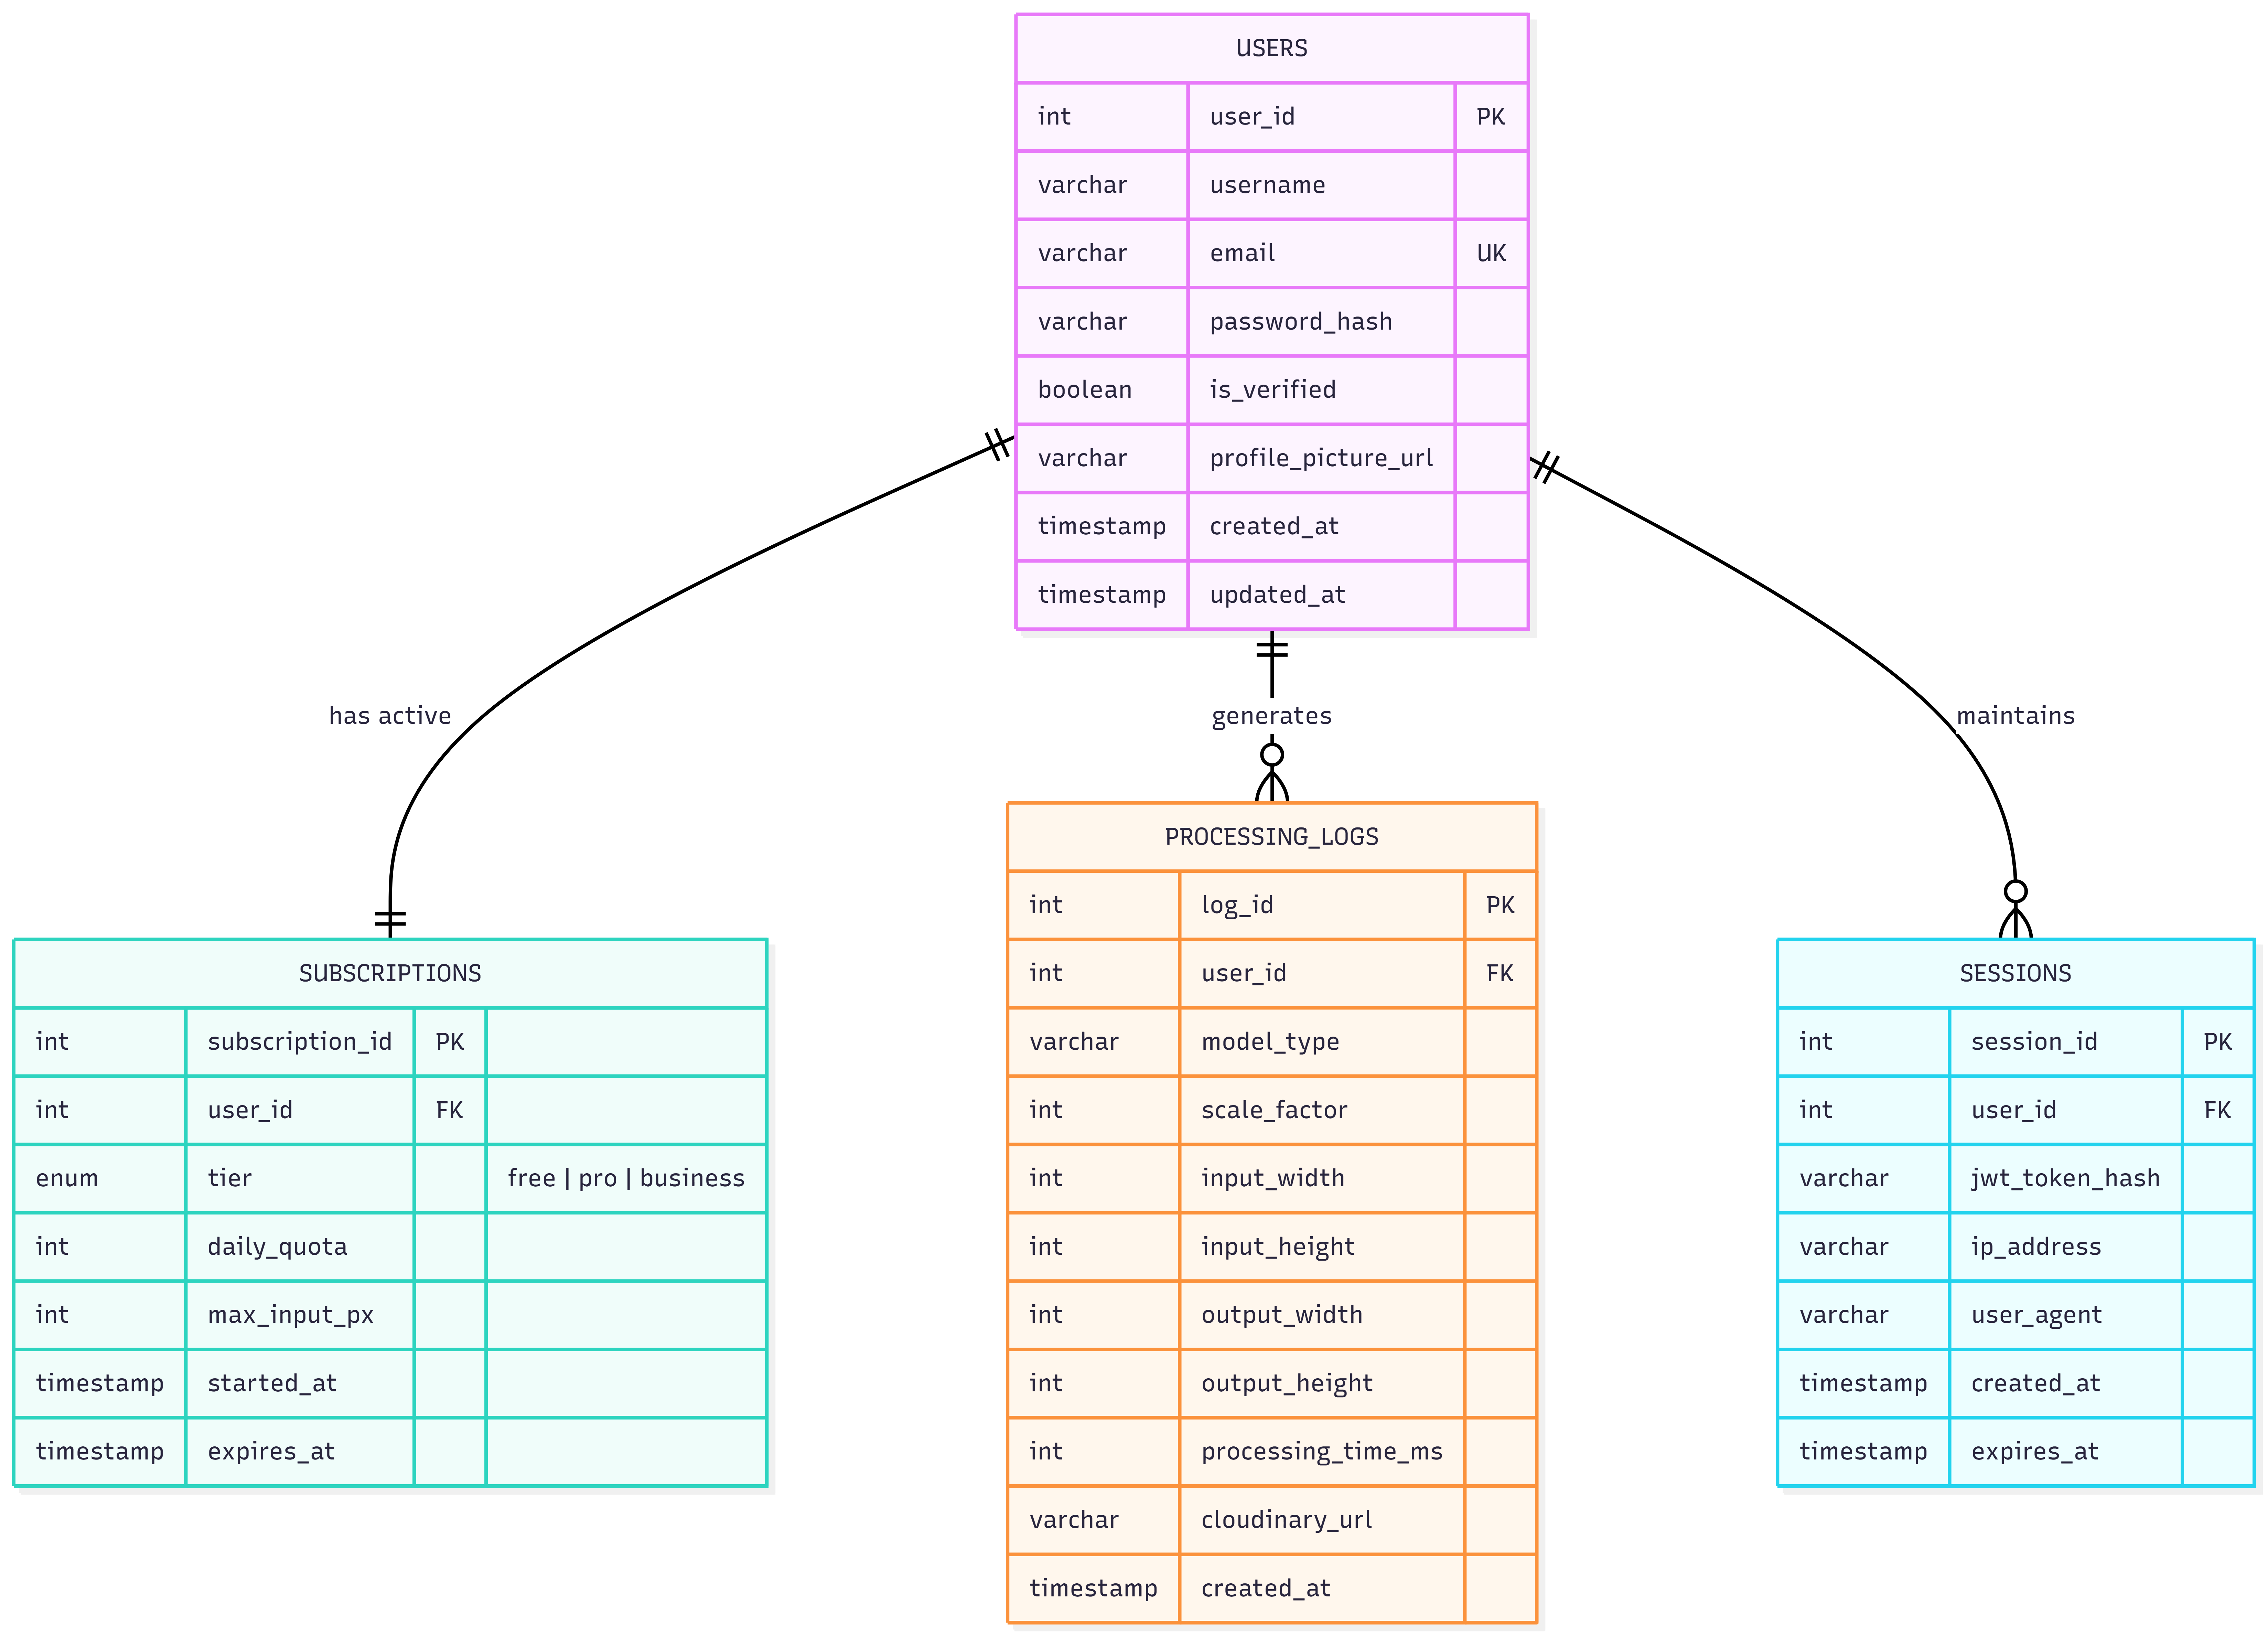 USERS
int user_id PK
varchar username
varchar email UK
varchar password_hash
boolean is_verified
varchar profile_picture_url
timestamp created_at
timestamp updated_at
has active
generates
maintains
SUBSCRIPTIONS
int subscription_id PK
int user_id FK
enum tier free | pro | business
int daily_quota
int max_input_px
timestamp started_at
timestamp expires_at
PROCESSING_LOGS
int log_id PK
int user_id FK
varchar model_type
int scale_factor
int input_width
int input_height
int output_width
int output_height
int processing_time_ms
varchar cloudinary_url
timestamp created_at
SESSIONS
int session_id PK
int user_id FK
varchar jwt_token_hash
varchar ip_address
varchar user_agent
timestamp created_at
timestamp expires_at